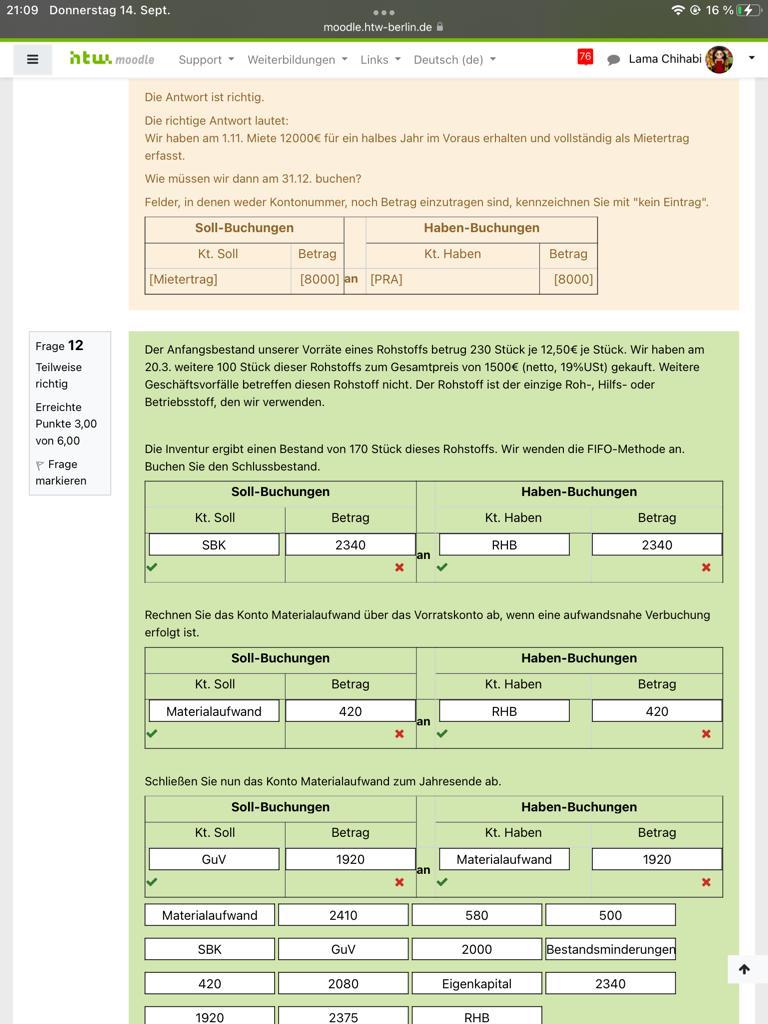 21:09 Donnerstag 14. Sept.
16 %
moodle.htw-berlin.de
htw. moodle Support Weiterbildungen Links Deutsch (de) 76 Lama Chihabi
Die Antwort ist richtig.
Die richtige Antwort lautet:
Wir haben am 1.11. Miete 12000€ für ein halbes Jahr im Voraus erhalten und vollständig als Mietertrag
erfasst.
Wie müssen wir dann am 31.12. buchen?
Felder, in denen weder Kontonummer, noch Betrag einzutragen sind, kennzeichnen Sie mit "kein Eintrag".
Soll-Buchungen Haben-Buchungen
Kt. Soll Betrag Kt. Haben Betrag
[Mietertrag] [8000] an [PRA] [8000]
Frage 12
Teilweise
richtig
Erreichte
Punkte 3,00
von 6,00
Frage
markieren
Der Anfangsbestand unserer Vorräte eines Rohstoffs betrug 230 Stück je 12,50€ je Stück. Wir haben am
20.3. weitere 100 Stück dieser Rohstoffs zum Gesamtpreis von 1500€ (netto, 19%USt) gekauft. Weitere
Geschäftsvorfälle betreffen diesen Rohstoff nicht. Der Rohstoff ist der einzige Roh-, Hilfs- oder
Betriebsstoff, den wir verwenden.
Die Inventur ergibt einen Bestand von 170 Stück dieses Rohstoffs. Wir wenden die FIFO-Methode an.
Buchen Sie den Schlussbestand.
Soll-Buchungen Haben-Buchungen
Kt. Soll Betrag Kt. Haben Betrag
SBK 2340 an RHB 2340
Rechnen Sie das Konto Materialaufwand über das Vorratskonto ab, wenn eine aufwandsnahe Verbuchung
erfolgt ist.
Soll-Buchungen Haben-Buchungen
Kt. Soll Betrag Kt. Haben Betrag
Materialaufwand 420 an RHB 420
Schließen Sie nun das Konto Materialaufwand zum Jahresende ab.
Soll-Buchungen Haben-Buchungen
Kt. Soll Betrag Kt. Haben Betrag
GuV 1920 an Materialaufwand 1920
Materialaufwand 2410 580 500
SBK GuV 2000 Bestandsminderungen
420 2080 Eigenkapital 2340
1920 2375 RHB